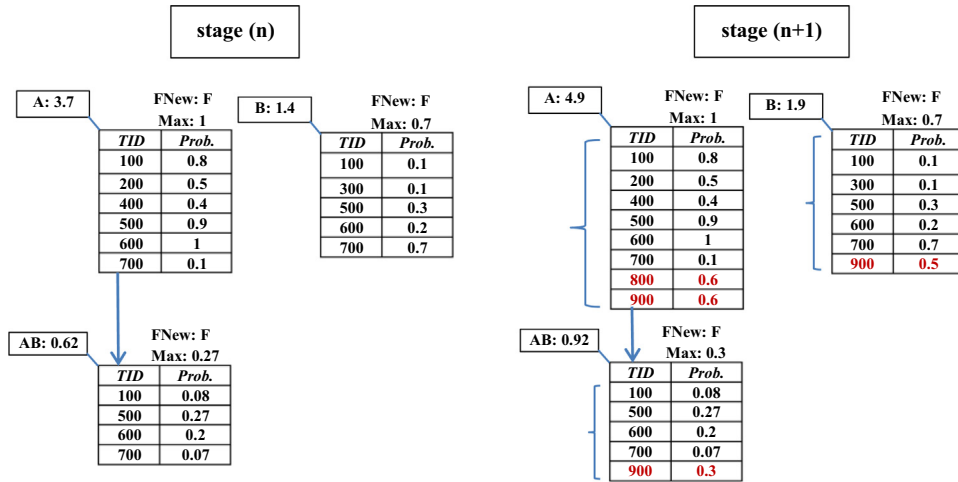 stage (n)
stage (n+1)
A: 3.7
FNew: F
Max: 1
TID Prob.
100 0.8
200 0.5
400 0.4
500 0.9
600 1
700 0.1
B: 1.4
FNew: F
Max: 0.7
TID Prob.
100 0.1
300 0.1
500 0.3
600 0.2
700 0.7
AB: 0.62
FNew: F
Max: 0.27
TID Prob.
100 0.08
500 0.27
600 0.2
700 0.07
A: 4.9
FNew: F
Max: 1
TID Prob.
100 0.8
200 0.5
400 0.4
500 0.9
600 1
700 0.1
800 0.6
900 0.6
B: 1.9
FNew: F
Max: 0.7
TID Prob.
100 0.1
300 0.1
500 0.3
600 0.2
700 0.7
900 0.5
AB: 0.92
FNew: F
Max: 0.3
TID Prob.
100 0.08
500 0.27
600 0.2
700 0.07
900 0.3